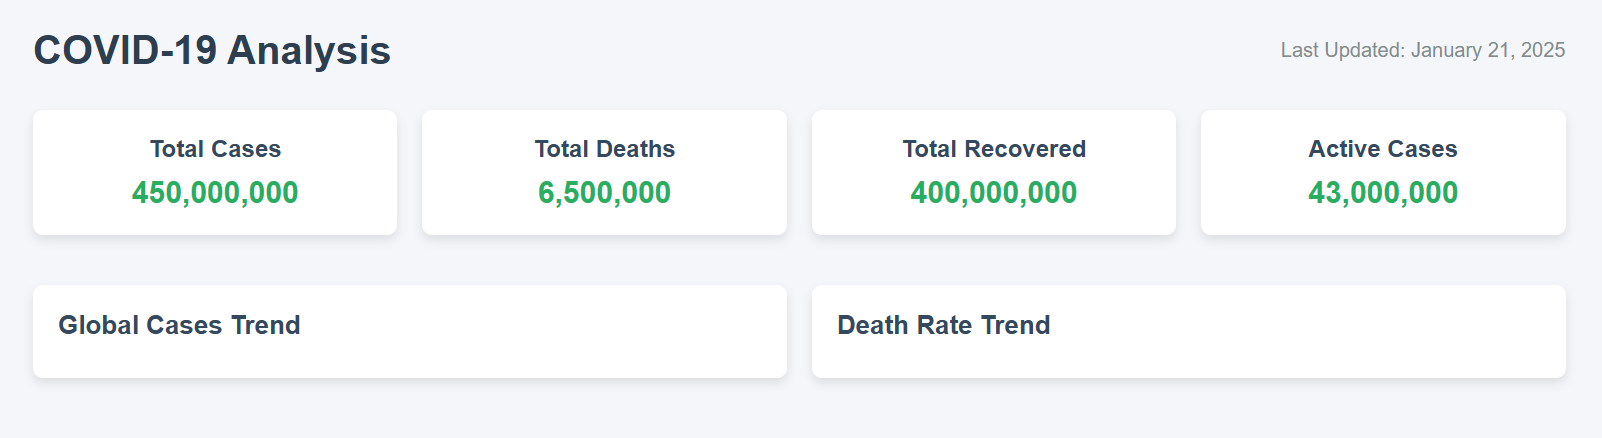 COVID-19 Analysis
Last Updated: January 21, 2025
Total Cases
450,000,000
Total Deaths
6,500,000
Total Recovered
400,000,000
Active Cases
43,000,000
Global Cases Trend
Death Rate Trend